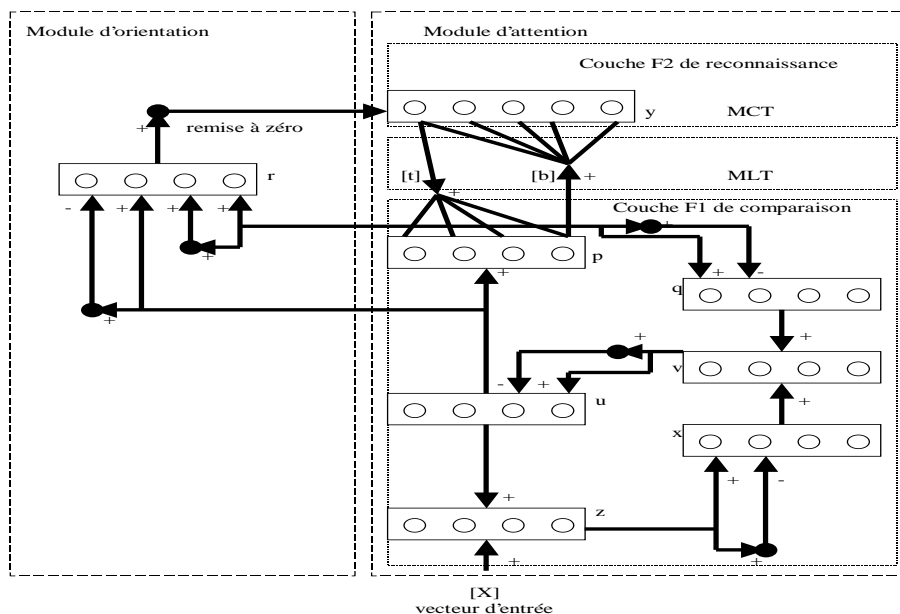 Module d'orientation
Module d'attention
Couche F2 de reconnaissance
y
MCT
+
remise à zéro
[t]
+
[b]
+
MLT
r
-
+
+
+
Couche F1 de comparaison
+
+
p
+
+
-
q
+
+
+
v
-
+
u
+
x
+
-
+
z
+
+
[X]
vecteur d'entrée